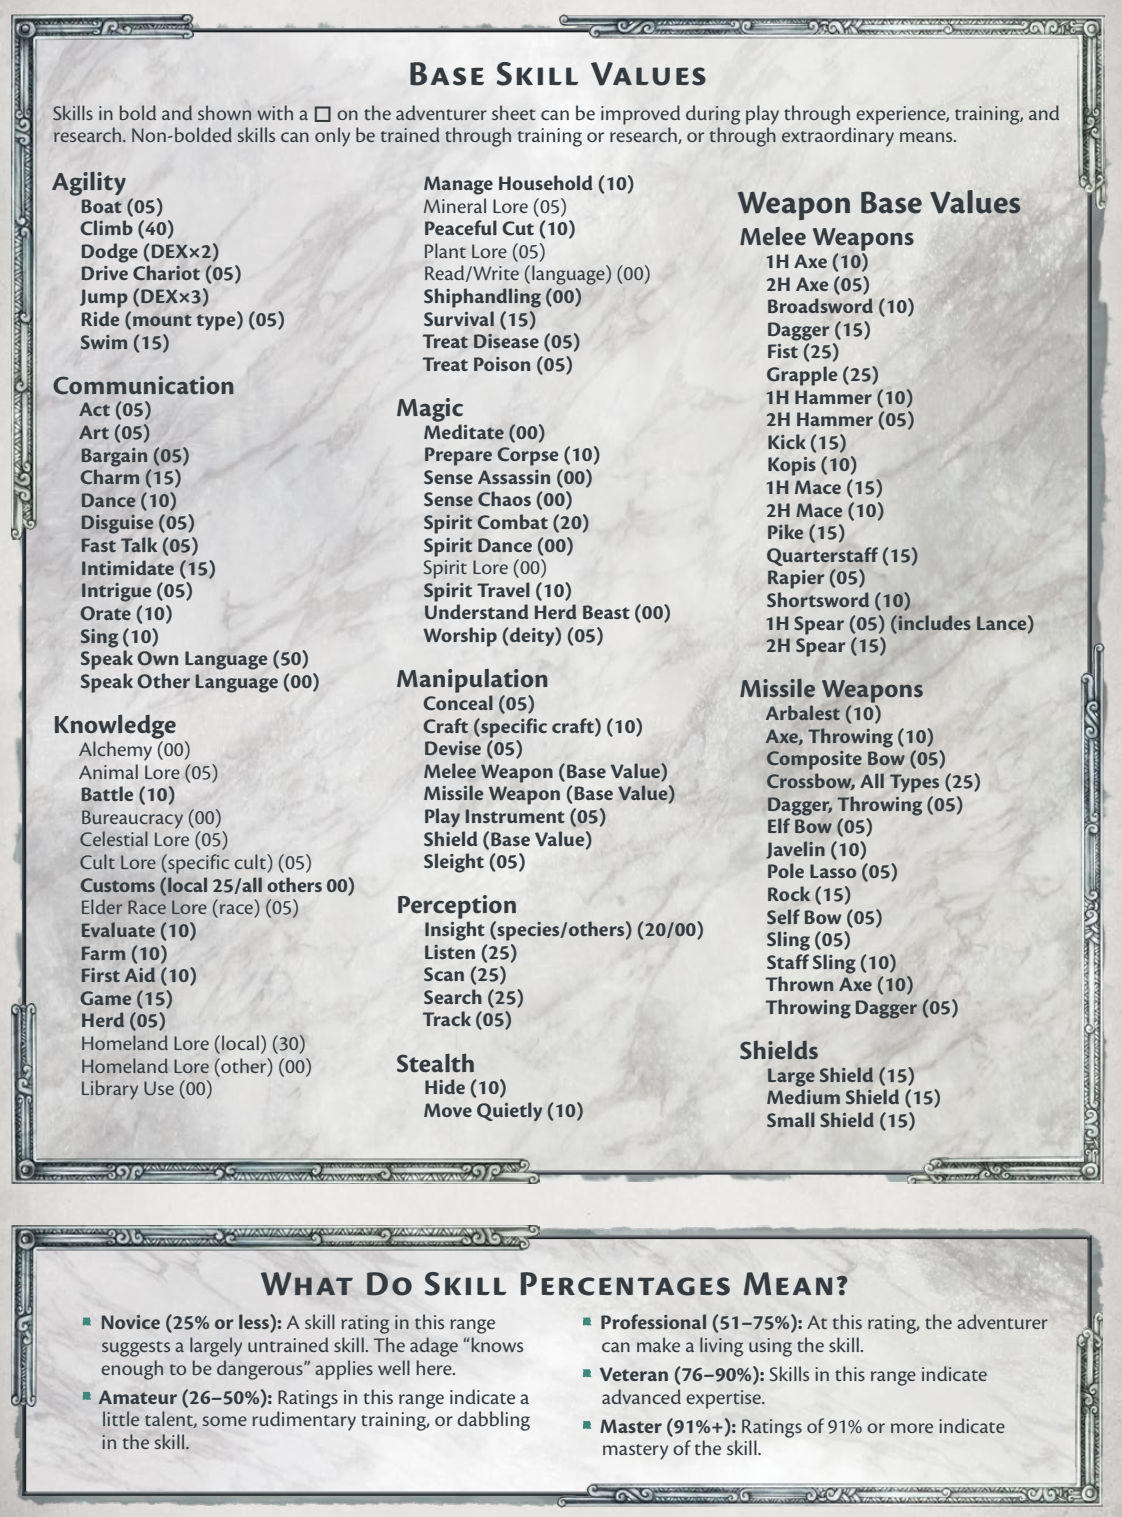 BASE SKILL VALUES
Skills in bold and shown with a □ on the adventurer sheet can be improved during play through experience, training, and
research. Non-bolded skills can only be trained through training or research, or through extraordinary means.
Agility
Boat (05)
Climb (40)
Dodge (DEX×2)
Drive Chariot (05)
Jump (DEX×3)
Ride (mount type) (05)
Swim (15)
Communication
Act (05)
Art (05)
Bargain (05)
Charm (15)
Dance (10)
Disguise (05)
Fast Talk (05)
Intimidate (15)
Intrigue (05)
Orate (10)
Sing (10)
Speak Own Language (50)
Speak Other Language (00)
Knowledge
Alchemy (00)
Animal Lore (05)
Battle (10)
Bureaucracy (00)
Celestial Lore (05)
Cult Lore (specific cult) (05)
Customs (local 25/all others 00)
Elder Race Lore (race) (05)
Evaluate (10)
Farm (10)
First Aid (10)
Game (15)
Herd (05)
Homeland Lore (local) (30)
Homeland Lore (other) (00)
Library Use (00)
Manage Household (10)
Mineral Lore (05)
Peaceful Cut (10)
Plant Lore (05)
Read/Write (language) (00)
Shiphandling (00)
Survival (15)
Treat Disease (05)
Treat Poison (05)
Magic
Meditate (00)
Prepare Corpse (10)
Sense Assassin (00)
Sense Chaos (00)
Spirit Combat (20)
Spirit Dance (00)
Spirit Lore (00)
Spirit Travel (10)
Understand Herd Beast (00)
Worship (deity) (05)
Manipulation
Conceal (05)
Craft (specific craft) (10)
Devise (05)
Melee Weapon (Base Value)
Missile Weapon (Base Value)
Play Instrument (05)
Shield (Base Value)
Sleight (05)
Perception
Insight (species/others) (20/00)
Listen (25)
Scan (25)
Search (25)
Track (05)
Stealth
Hide (10)
Move Quietly (10)
Weapon Base Values
Melee Weapons
1H Axe (10)
2H Axe (05)
Broadsword (10)
Dagger (15)
Fist (25)
Grapple (25)
1H Hammer (10)
2H Hammer (05)
Kick (15)
Kopis (10)
1H Mace (15)
2H Mace (10)
Pike (15)
Quarterstaff (15)
Rapier (05)
Shortsword (10)
1H Spear (05) (includes Lance)
2H Spear (15)
Missile Weapons
Arbalest (10)
Axe, Throwing (10)
Composite Bow (05)
Crossbow, All Types (25)
Dagger, Throwing (05)
Elf Bow (05)
Javelin (10)
Pole Lasso (05)
Rock (15)
Self Bow (05)
Sling (05)
Staff Sling (10)
Thrown Axe (10)
Throwing Dagger (05)
Shields
Large Shield (15)
Medium Shield (15)
Small Shield (15)
WHAT DO SKILL PERCENTAGES MEAN?
Novice (25% or less): A skill rating in this range
suggests a largely untrained skill. The adage “knows
enough to be dangerous” applies well here.
Amateur (26–50%): Ratings in this range indicate a
little talent, some rudimentary training, or dabbling
in the skill.
Professional (51–75%): At this rating, the adventurer
can make a living using the skill.
Veteran (76–90%): Skills in this range indicate
advanced expertise.
Master (91%+): Ratings of 91% or more indicate
mastery of the skill.